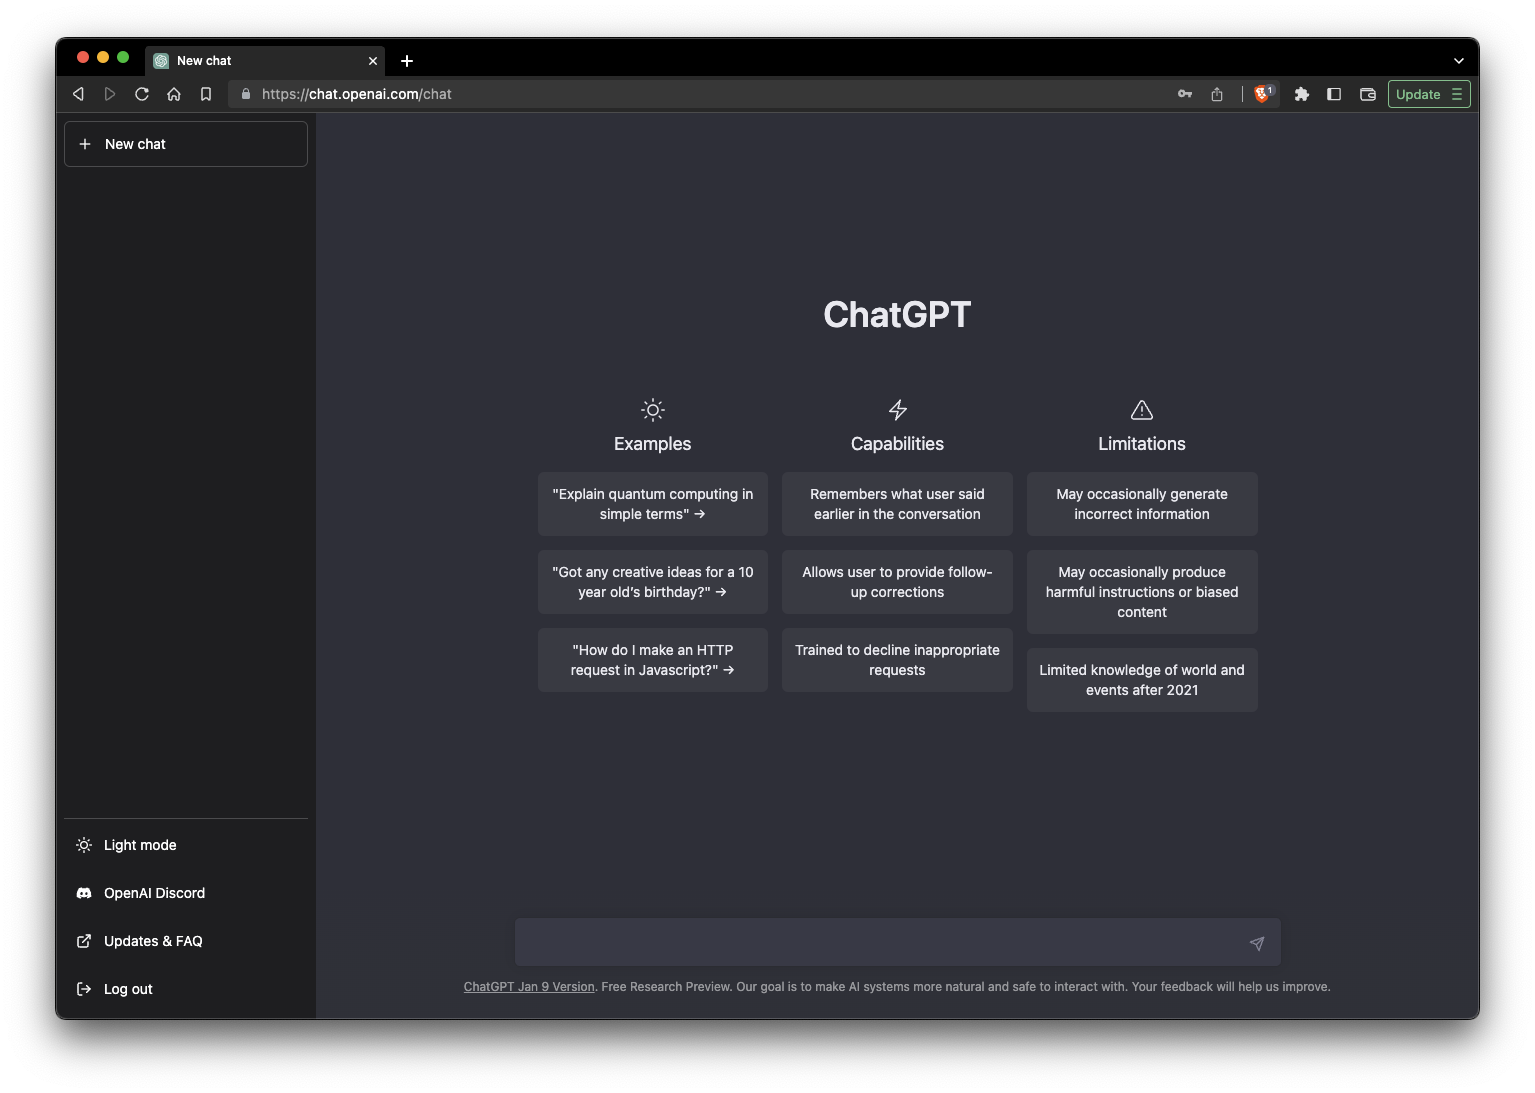 New chat
https://chat.openai.com/chat
1
Update
New chat
ChatGPT
Examples
"Explain quantum computing in
simple terms" →
"Got any creative ideas for a 10
year old’s birthday?" →
"How do I make an HTTP
request in Javascript?" →
Capabilities
Remembers what user said
earlier in the conversation
Allows user to provide follow-
up corrections
Trained to decline inappropriate
requests
Limitations
May occasionally generate
incorrect information
May occasionally produce
harmful instructions or biased
content
Limited knowledge of world and
events after 2021
Light mode
OpenAI Discord
Updates & FAQ
Log out
ChatGPT Jan 9 Version. Free Research Preview. Our goal is to make AI systems more natural and safe to interact with. Your feedback will help us improve.